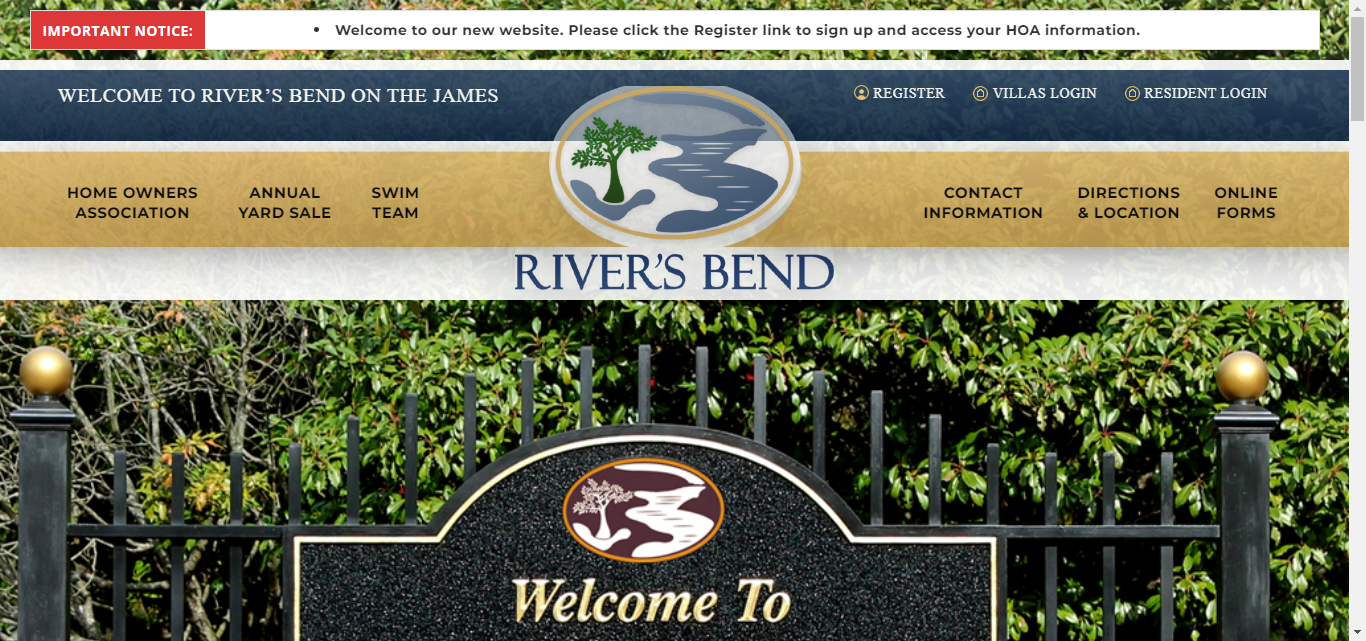 IMPORTANT NOTICE:
• Welcome to our new website. Please click the Register link to sign up and access your HOA information.
WELCOME TO RIVER’S BEND ON THE JAMES
REGISTER
VILLAS LOGIN
RESIDENT LOGIN
HOME OWNERS
ASSOCIATION
ANNUAL
YARD SALE
SWIM
TEAM
CONTACT
INFORMATION
DIRECTIONS
& LOCATION
ONLINE
FORMS
RIVER’S BEND
Welcome To